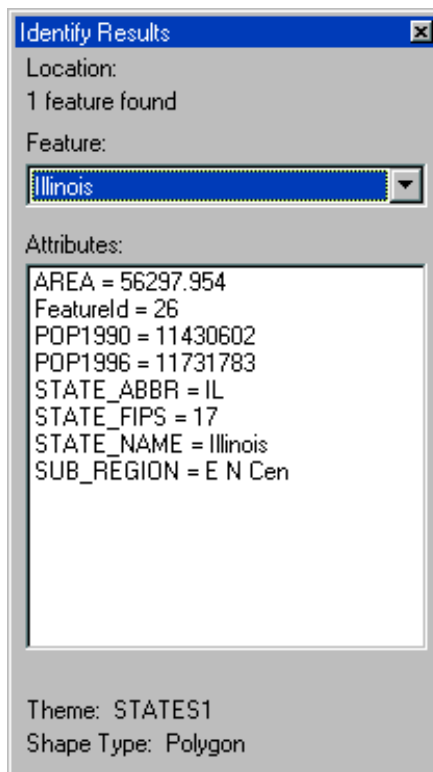 Identify Results
Location:
1 feature found
Feature:
Illinois
Attributes:
AREA = 56297.954
FeatureId = 26
POP1990 = 11430602
POP1996 = 11731783
STATE_ABBR = IL
STATE_FIPS = 17
STATE_NAME = Illinois
SUB_REGION = E N Cen
Theme: STATES1
Shape Type: Polygon